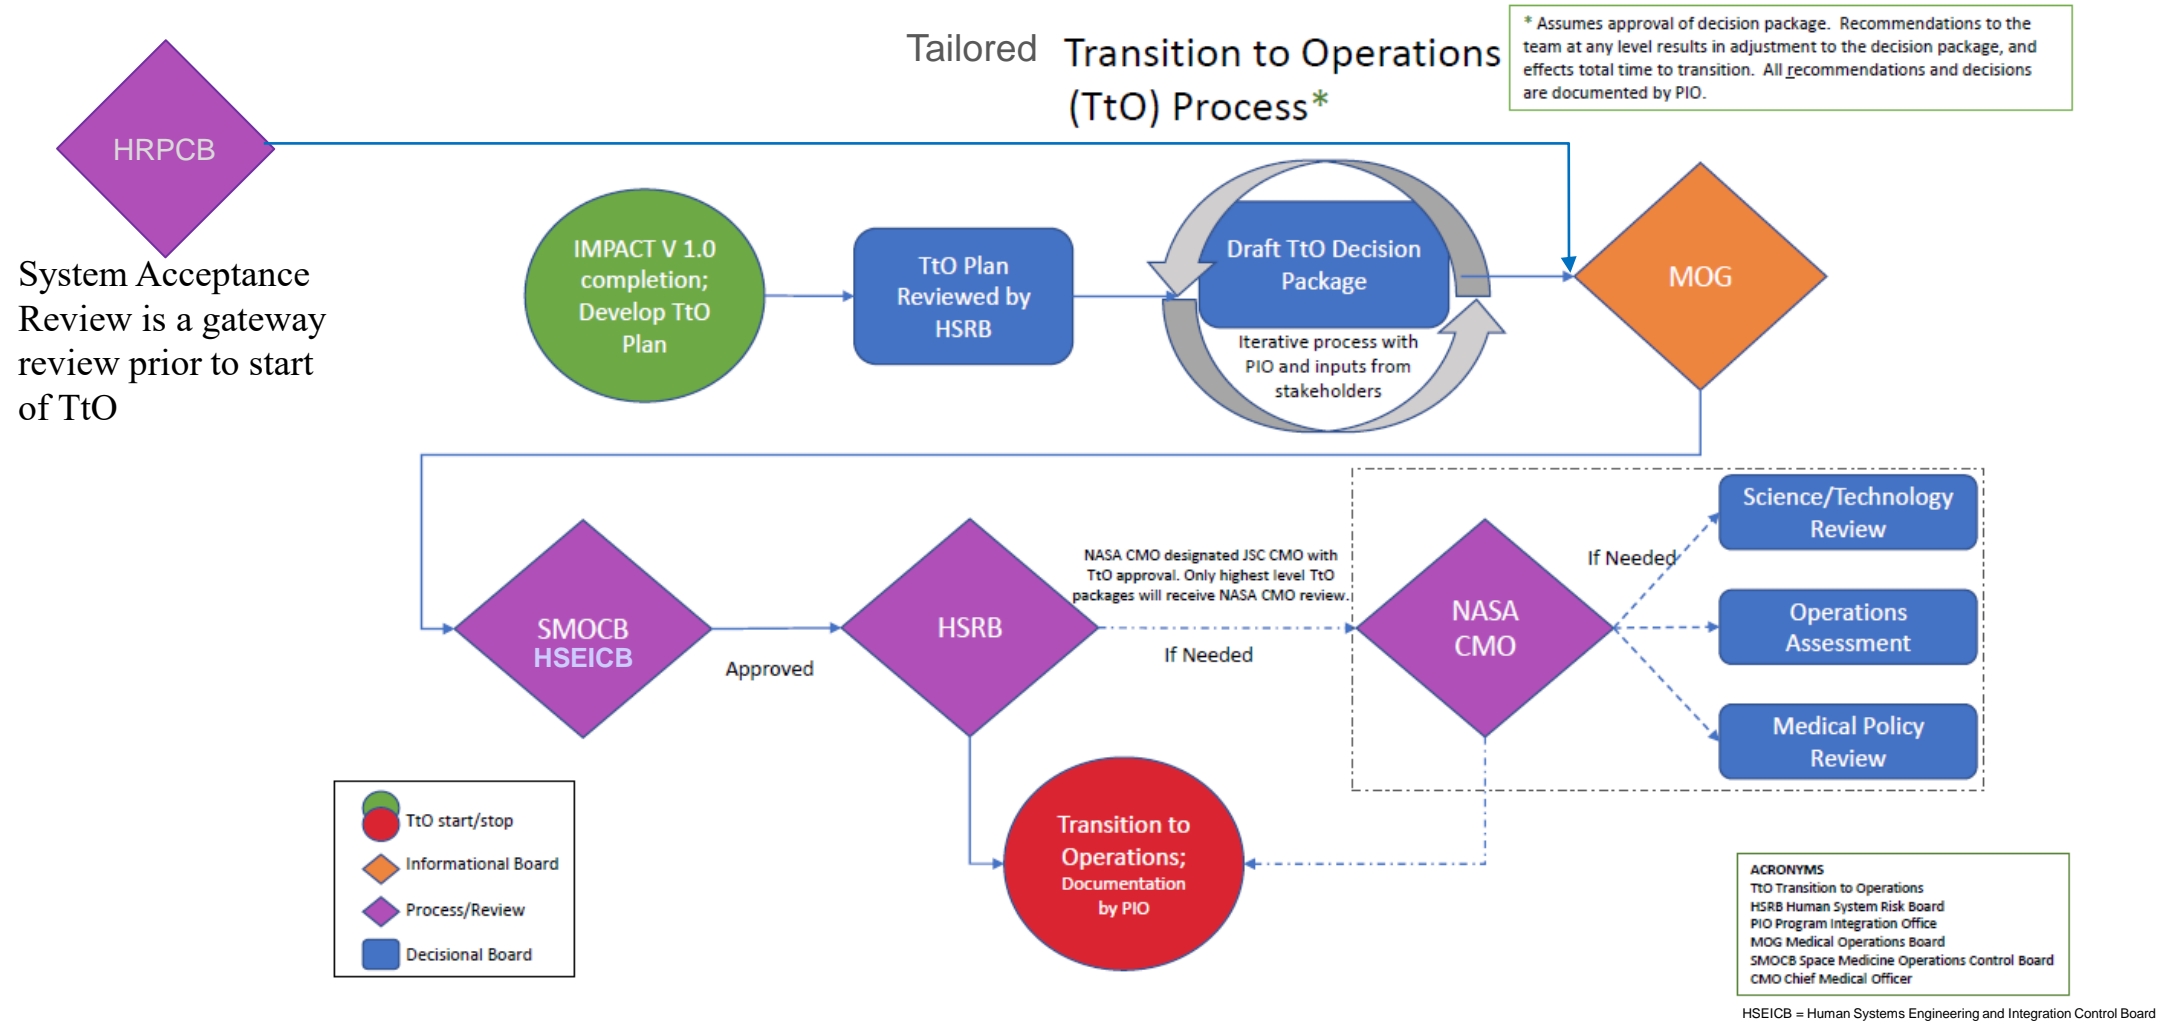 Tailored Transition to Operations
(TtO) Process*
* Assumes approval of decision package. Recommendations to the
team at any level results in adjustment to the decision package, and
effects total time to transition. All recommendations and decisions
are documented by PIO.
HRPCB
System Acceptance
Review is a gateway
review prior to start
of TtO
IMPACT V 1.0
completion;
Develop TtO
Plan
TtO Plan
Reviewed by
HSRB
Draft TtO Decision
Package
Iterative process with
PIO and inputs from
stakeholders
MOG
SMOCB
HSEICB
Approved
HSRB
NASA CMO designated JSC CMO with
TtO approval. Only highest level TtO
packages will receive NASA CMO review.
If Needed
NASA
CMO
If Needed
Science/Technology
Review
Operations
Assessment
Medical Policy
Review
Transition to
Operations;
Documentation
by PIO
TtO start/stop
Informational Board
Process/Review
Decisional Board
ACRONYMS
TtO Transition to Operations
HSRB Human System Risk Board
PIO Program Integration Office
MOG Medical Operations Board
SMOCB Space Medicine Operations Control Board
CMO Chief Medical Officer
HSEICB = Human Systems Engineering and Integration Control Board